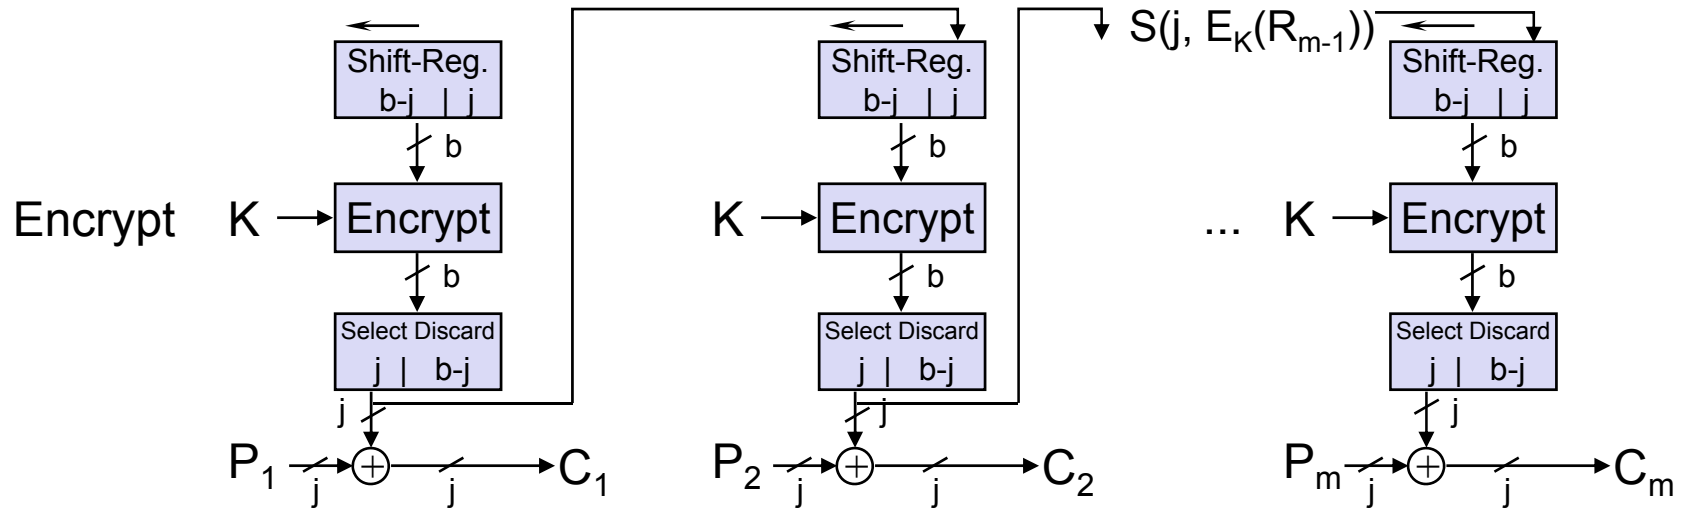 S(j, E_K(R_{m-1}))
Shift-Reg. Shift-Reg. Shift-Reg.
b-j | j b-j | j b-j | j
b b b
Encrypt K Encrypt K Encrypt ... K Encrypt
b b b
Select Discard Select Discard Select Discard
j | b-j j | b-j j | b-j
j j j
P_1 C_1 P_2 C_2 P_m C_m
j j j j j j